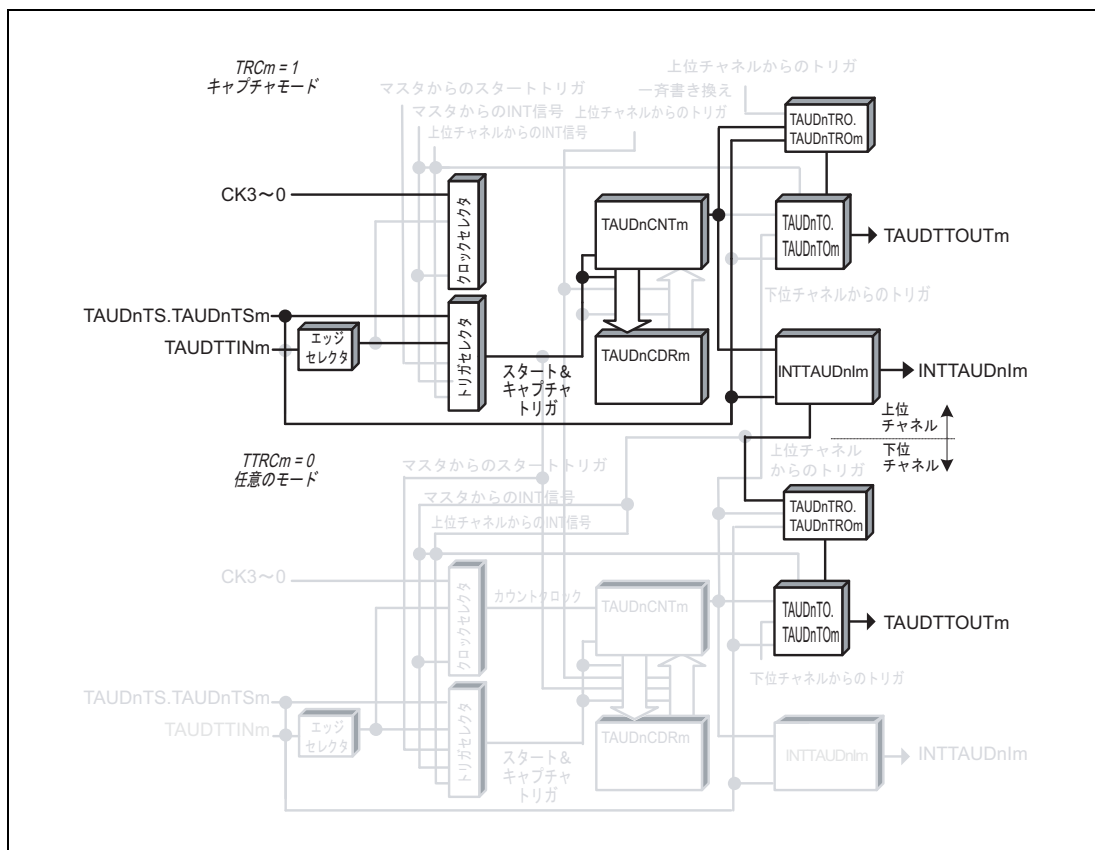 TRCm = 1
キャプチャモード
上位チャネルからのトリガ
一斉書き換え
マスタからのスタートトリガ
マスタからのINT信号
上位チャネルからのトリガ
上位チャネルからのINT信号
TAUDnTRO.
TAUDnTROm
CK3～0
クロックセレクタ
TAUDnCNTm
TAUDnTO.
TAUDnTOm
TAUDTTOUTm
下位チャネルからのトリガ
TAUDnTS.TAUDnTSm
TAUDTTINm
エッジ
セレクタ
トリガセレクタ
スタート&
キャプチャ
トリガ
TAUDnCDRm
INTTAUDnIm
INTTAUDnIm
上位
チャネル
下位
チャネル
TTRCm = 0
任意のモード
マスタからのスタートトリガ
上位チャネル
からのトリガ
マスタからのINT信号
上位チャネルからのINT信号
TAUDnTRO.
TAUDnTROm
CK3～0
クロックセレクタ
カウントクロック
TAUDnCNTm
TAUDnTO.
TAUDnTOm
TAUDTTOUTm
下位チャネルからのトリガ
TAUDnTS.TAUDnTSm
TAUDTTINm
エッジ
セレクタ
トリガセレクタ
スタート&
キャプチャ
トリガ
TAUDnCDRm
INTTAUDnIm
INTTAUDnIm